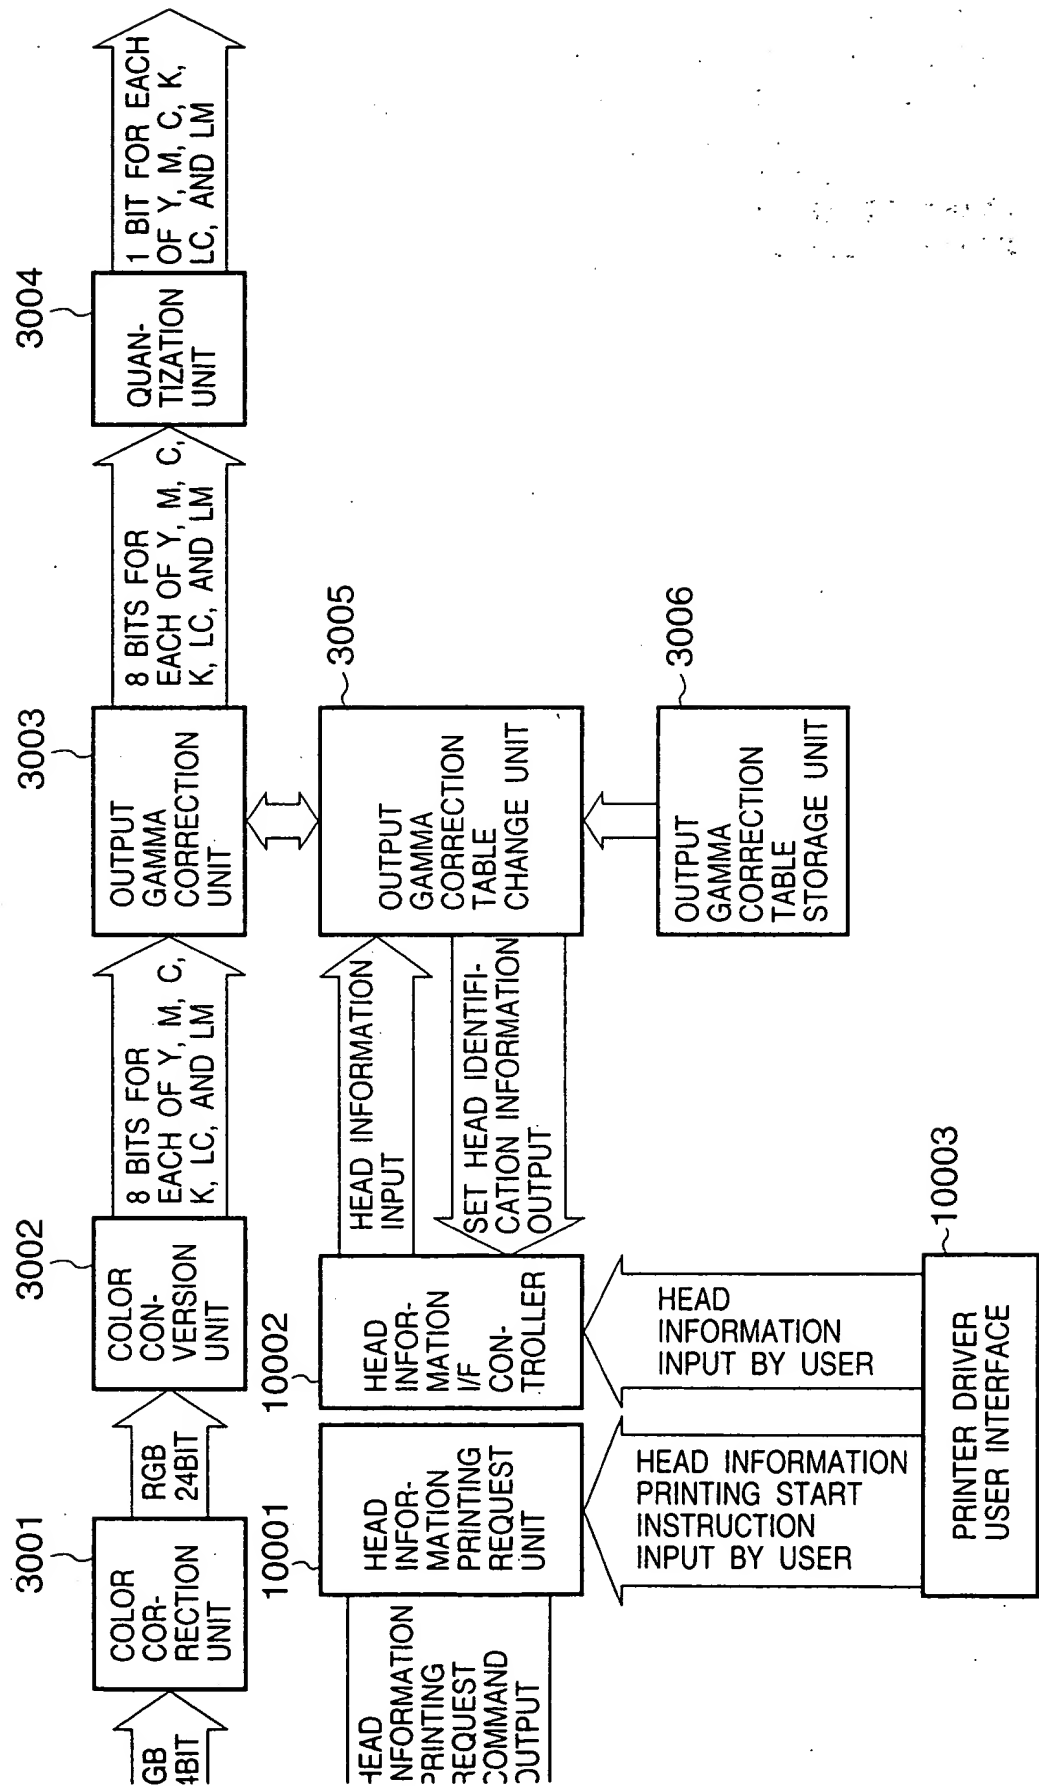 3001
3002
3003
3004
GB
4BIT
COLOR
COR-
RECTION
UNIT
RGB
24BIT
COLOR
CON-
VERSION
UNIT
8 BITS FOR
EACH OF Y, M, C,
K, LC, AND LM
OUTPUT
GAMMA
CORRECTION
UNIT
8 BITS FOR
EACH OF Y, M, C,
K, LC, AND LM
QUAN-
TIZATION
UNIT
1 BIT FOR EACH
OF Y, M, C, K,
LC, AND LM
10001
10002
3005
HEAD
NFORMATION
PRINTING
REQUEST
COMMAND
OUTPUT
HEAD
INFOR-
MATION
PRINTING
REQUEST
UNIT
HEAD
INFOR-
MATION
I/F
CON-
TROLLER
HEAD INFORMATION
INPUT
SET HEAD IDENTIFI-
CATION INFORMATION
OUTPUT
OUTPUT
GAMMA
CORRECTION
TABLE
CHANGE UNIT
3006
HEAD INFORMATION
PRINTING START
INSTRUCTION
INPUT BY USER
HEAD
INFORMATION
INPUT BY USER
OUTPUT
GAMMA
CORRECTION
TABLE
STORAGE UNIT
10003
PRINTER DRIVER
USER INTERFACE